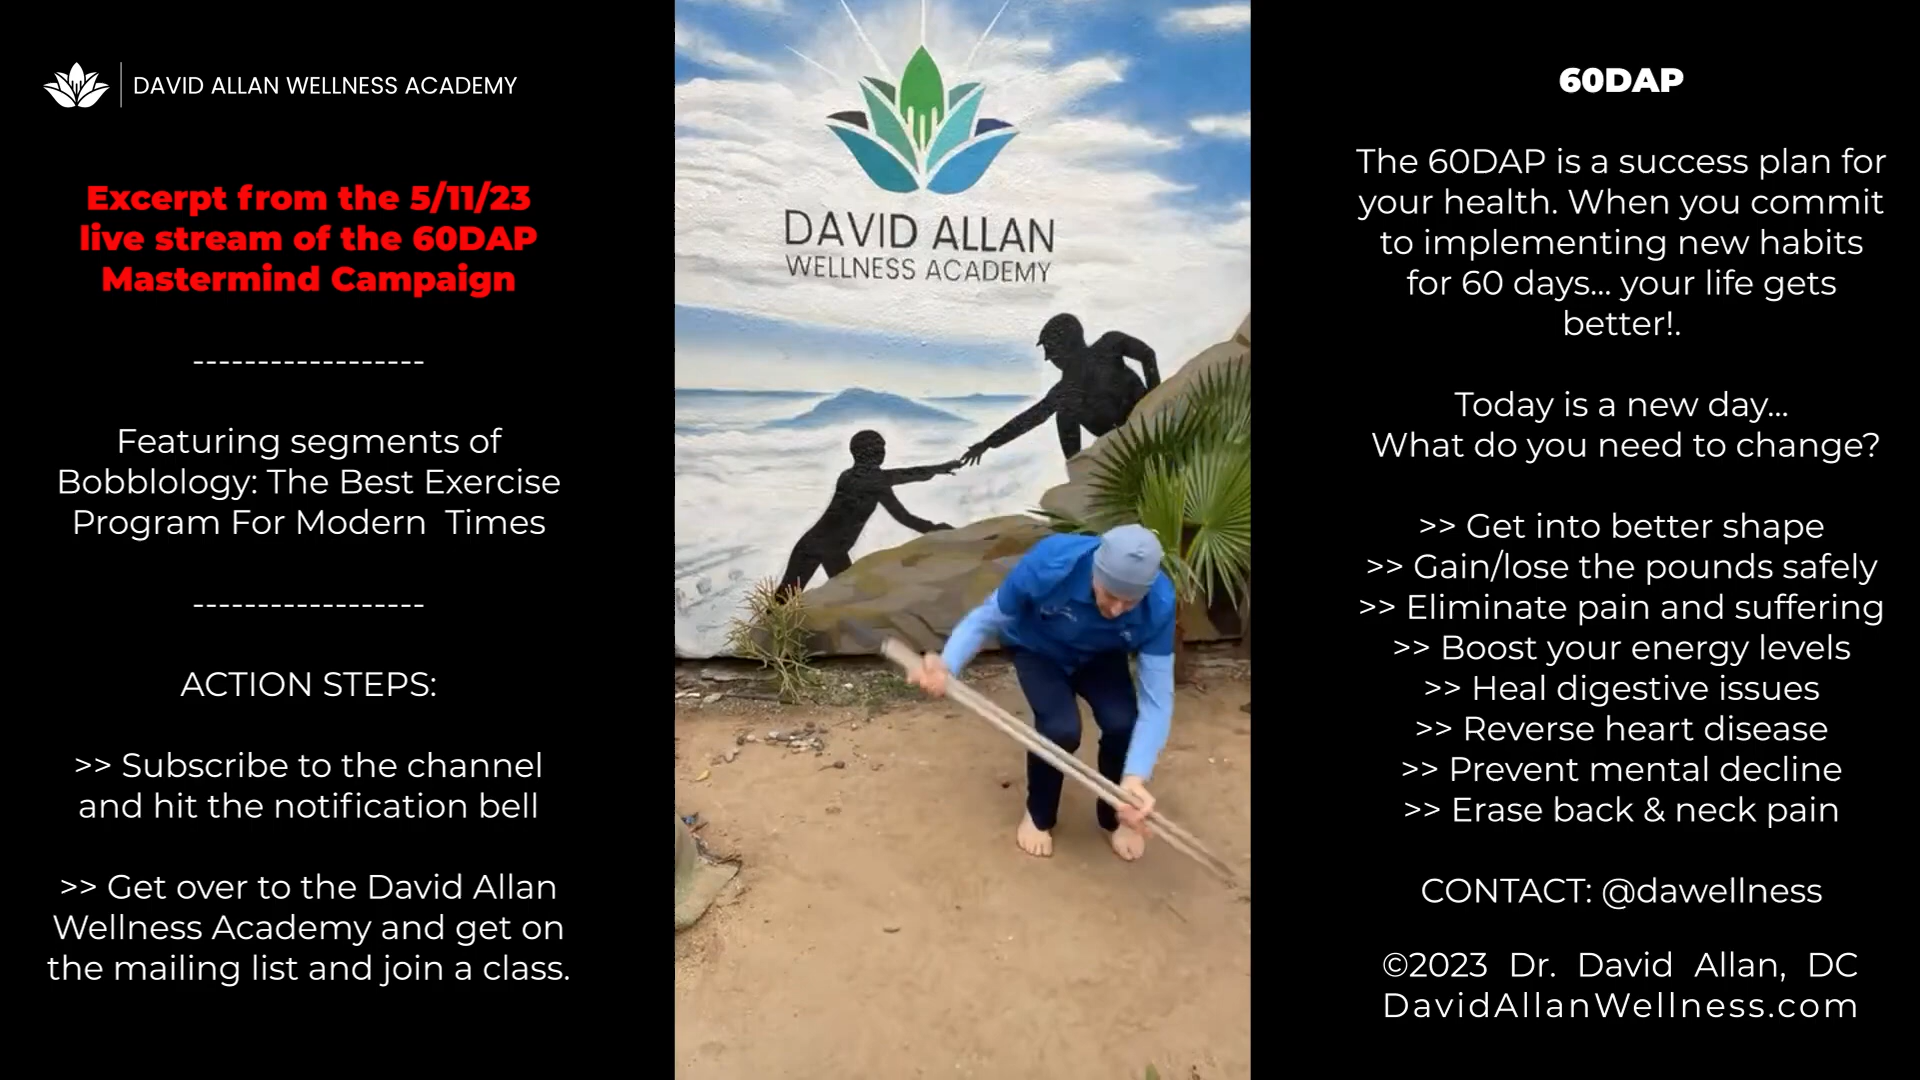 DAVID ALLAN WELLNESS ACADEMY
Excerpt from the 5/11/23
live stream of the 60DAP
Mastermind Campaign
------------------
Featuring segments of
Bobblology: The Best Exercise
Program For Modern  Times
------------------
ACTION STEPS:
>> Subscribe to the channel
and hit the notification bell
>> Get over to the David Allan
Wellness Academy and get on
the mailing list and join a class.
DAVID ALLAN
WELLNESS ACADEMY
60DAP
The 60DAP is a success plan for
your health. When you commit
to implementing new habits
for 60 days... your life gets
better!.
Today is a new day...
What do you need to change?
>> Get into better shape
>> Gain/lose the pounds safely
>> Eliminate pain and suffering
>> Boost your energy levels
>> Heal digestive issues
>> Reverse heart disease
>> Prevent mental decline
>> Erase back & neck pain
CONTACT: @dawellness
©2023 Dr. David Allan, DC
DavidAllanWellness.com